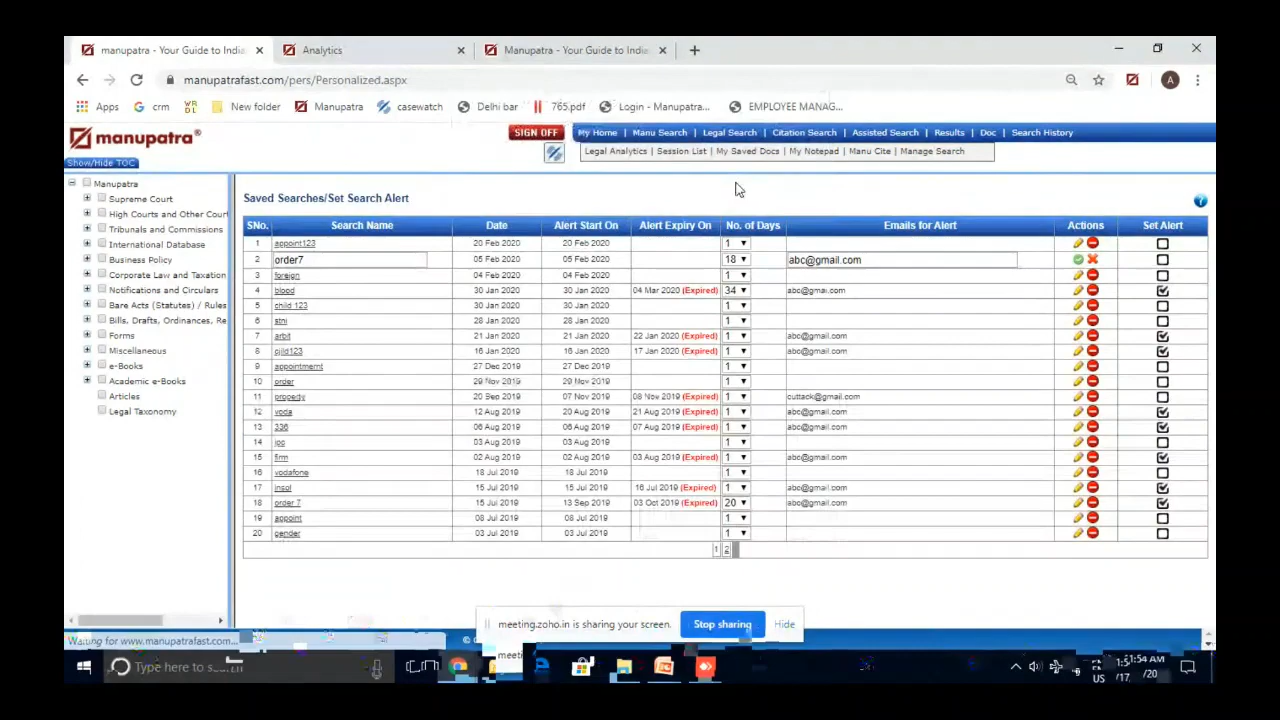 manupatra - Your Guide to India
Analytics
Manupatra - Your Guide to India
manupatrafast.com/pers/Personalized.aspx
A
Apps
crm
New folder
Manupatra
casewatch
Delhi bar
765.pdf
Login - Manupatra...
EMPLOYEE MANAG...
manupatra®
SIGN OFF
My Home | Manu Search | Legal Search | Citation Search | Assisted Search | Results | Doc | Search History
Legal Analytics | Session List | My Saved Docs | My Notepad | Manu Cite | Manage Search
Show/Hide TOC
Manupatra
Supreme Court
High Courts and Other Court
Tribunals and Commissions
International Database
Business Policy
Corporate Law and Taxation
Notifications and Circulars
Bare Acts (Statutes) / Rules
Bills, Drafts, Ordinances, Re
Forms
Miscellaneous
e-Books
Academic e-Books
Articles
Legal Taxonomy
Saved Searches/Set Search Alert
?
SNo. Search Name Date Alert Start On Alert Expiry On No. of Days Emails for Alert Actions Set Alert
1 appoint123 20 Feb 2020 20 Feb 2020 1
2 order7 05 Feb 2020 05 Feb 2020 18 abc@gmail.com
3 foreign 04 Feb 2020 04 Feb 2020 1
4 blood 30 Jan 2020 30 Jan 2020 04 Mar 2020 (Expired) 34 abc@gmai.com
5 child 123 30 Jan 2020 30 Jan 2020 1
6 28 Jan 2020 28 Jan 2020 1
7 arbit 21 Jan 2020 21 Jan 2020 22 Jan 2020 (Expired) 1 abc@gmail.com
8 16 Jan 2020 16 Jan 2020 17 Jan 2020 (Expired) 1 abc@gmail.com
9 27 Dec 2019 27 Dec 2019 1
10 order 29 Nov 2019 29 Nov 2019 1
11 20 Sep 2019 07 Nov 2019 08 Nov 2019 (Expired) 1 cuttack@gmail.com
12 voda 12 Aug 2019 20 Aug 2019 21 Aug 2019 (Expired) 1 abc@gmail.com
13 336 06 Aug 2019 06 Aug 2019 07 Aug 2019 (Expired) 1 abc@gmail.com
14 ipc 03 Aug 2019 03 Aug 2019 1
15 firm 02 Aug 2019 02 Aug 2019 03 Aug 2019 (Expired) 1 abc@gmail.com
16 vodafone 18 Jul 2019 18 Jul 2019 1
17 insol 15 Jul 2019 15 Jul 2019 16 Jul 2019 (Expired) 1 abc@gmail.com
18 order 7 15 Jul 2019 13 Sep 2019 03 Oct 2019 (Expired) 20 abc@gmail.com
19 appoint 08 Jul 2019 08 Jul 2019 1
20 gender 03 Jul 2019 03 Jul 2019 1
1 2
meeting.zoho.in is sharing your screen.
Stop sharing
Hide
Waiting for www.manupatrafast.com...
Type here to
US